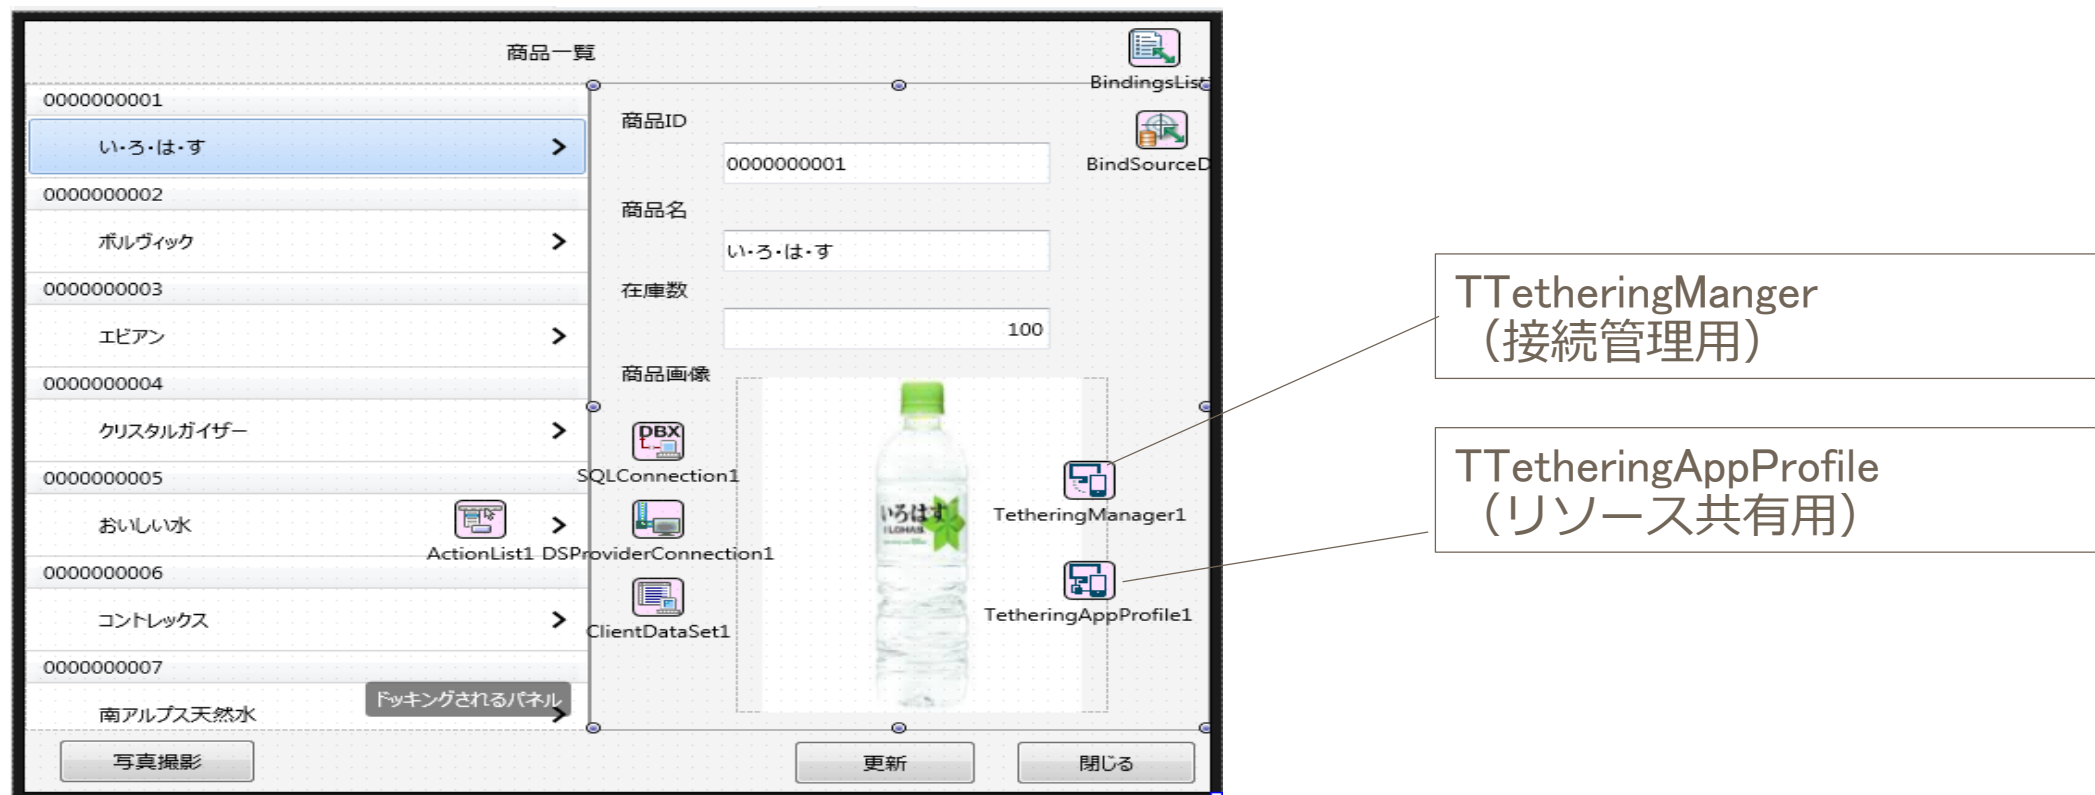 商品一覧
BindingsList
0000000001
い・ろ・は・す
0000000002
ボルヴィック
0000000003
エビアン
0000000004
クリスタルガイザー
0000000005
おいしい水
0000000006
コントレックス
0000000007
南アルプス天然水
ドッキングされるパネル
ActionList1
商品ID
0000000001
BindSourceD
商品名
い・ろ・は・す
在庫数
100
商品画像
DBX
SQLConnection1
DSProviderConnection1
ClientDataSet1
いろはす
TetheringManager1
TetheringAppProfile1
写真撮影
更新
閉じる
TTetheringManger
（接続管理用）
TTetheringAppProfile
（リソース共有用）